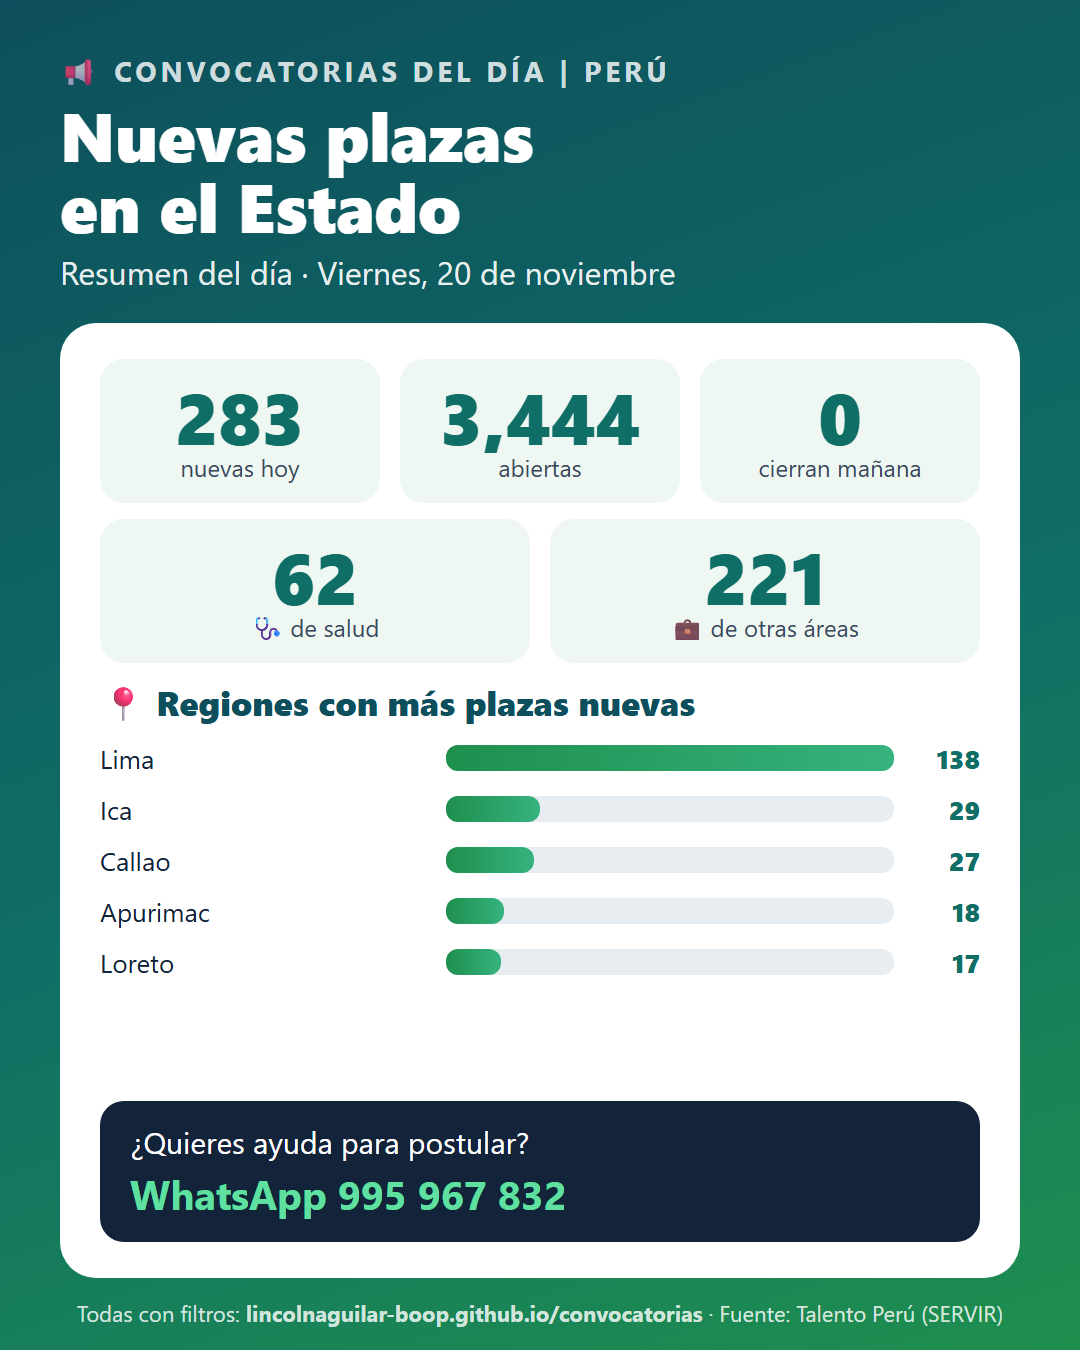 CONVOCATORIAS DEL DÍA | PERÚ
Nuevas plazas
en el Estado
Resumen del día · Viernes, 20 de noviembre
283
nuevas hoy
3,444
abiertas
0
cierran mañana
62
de salud
221
de otras áreas
Regiones con más plazas nuevas
Lima 138
Ica 29
Callao 27
Apurimac 18
Loreto 17
¿Quieres ayuda para postular?
WhatsApp 995 967 832
Todas con filtros: lincolnaguilar-boop.github.io/convocatorias · Fuente: Talento Perú (SERVIR)